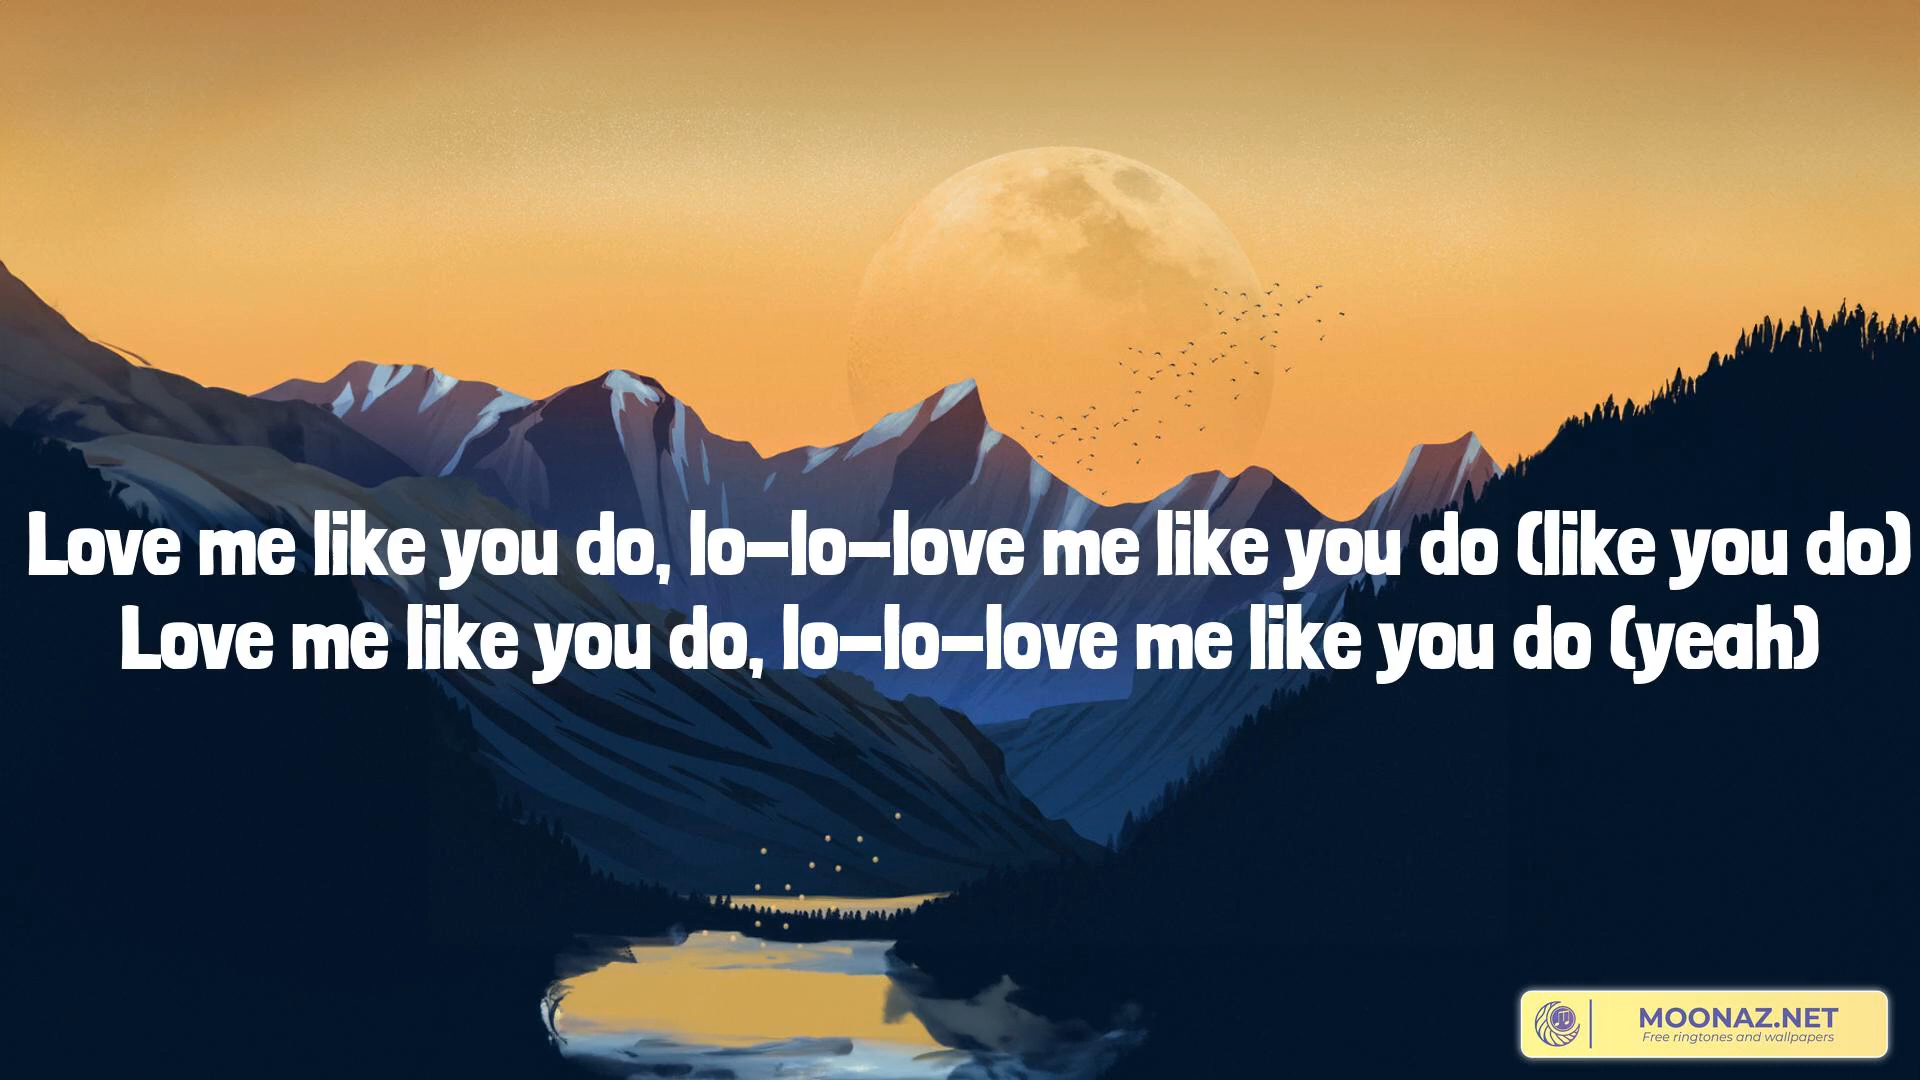 Love me like you do, lo-lo-love me like you do (like you do)
Love me like you do, lo-lo-love me like you do (yeah)
MOONAZ.NET
Free ringtones and wallpapers